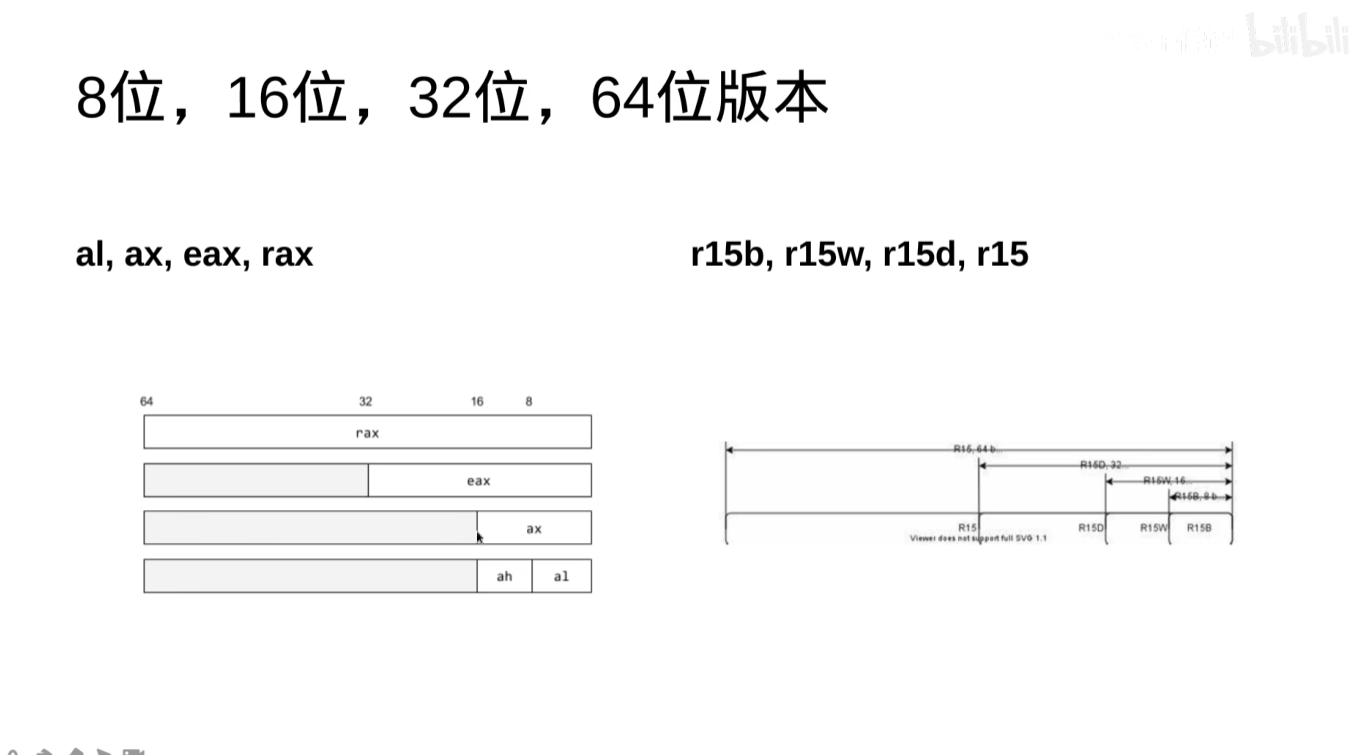 bilibili
8位，16位，32位，64位版本
al, ax, eax, rax
r15b, r15w, r15d, r15
64 32 16 8
rax
eax
ax
ah al
R15, 64 b...
R15D, 32...
R15W, 16...
R15B, 8 b...
R15 R15D R15W R15B
Viewer does not support full SVG 1.1